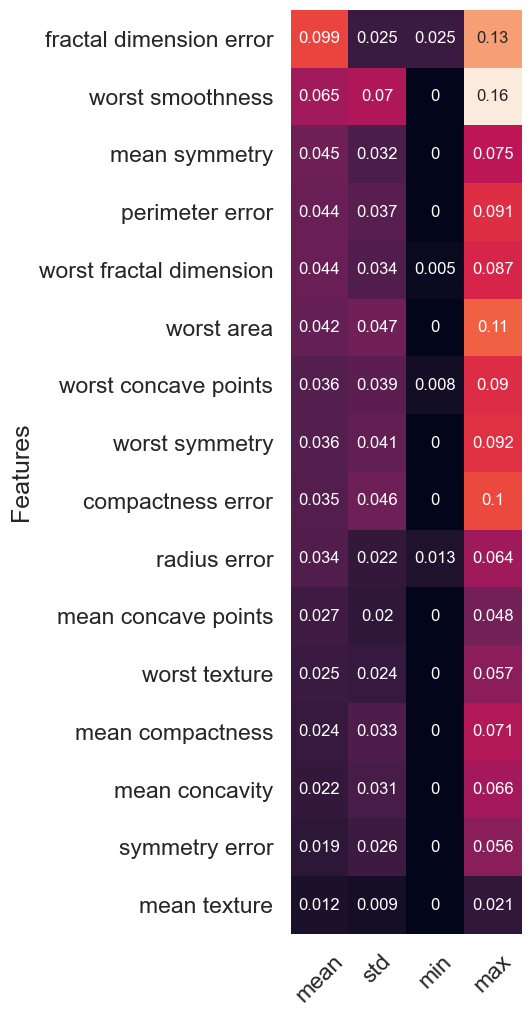 fractal dimension error 0.099 0.025 0.025 0.13
worst smoothness 0.065 0.07 0 0.16
mean symmetry 0.045 0.032 0 0.075
perimeter error 0.044 0.037 0 0.091
worst fractal dimension 0.044 0.034 0.005 0.087
worst area 0.042 0.047 0 0.11
worst concave points 0.036 0.039 0.008 0.09
worst symmetry 0.036 0.041 0 0.092
compactness error 0.035 0.046 0 0.1
radius error 0.034 0.022 0.013 0.064
mean concave points 0.027 0.02 0 0.048
worst texture 0.025 0.024 0 0.057
mean compactness 0.024 0.033 0 0.071
mean concavity 0.022 0.031 0 0.066
symmetry error 0.019 0.026 0 0.056
mean texture 0.012 0.009 0 0.021
Features
mean std min max